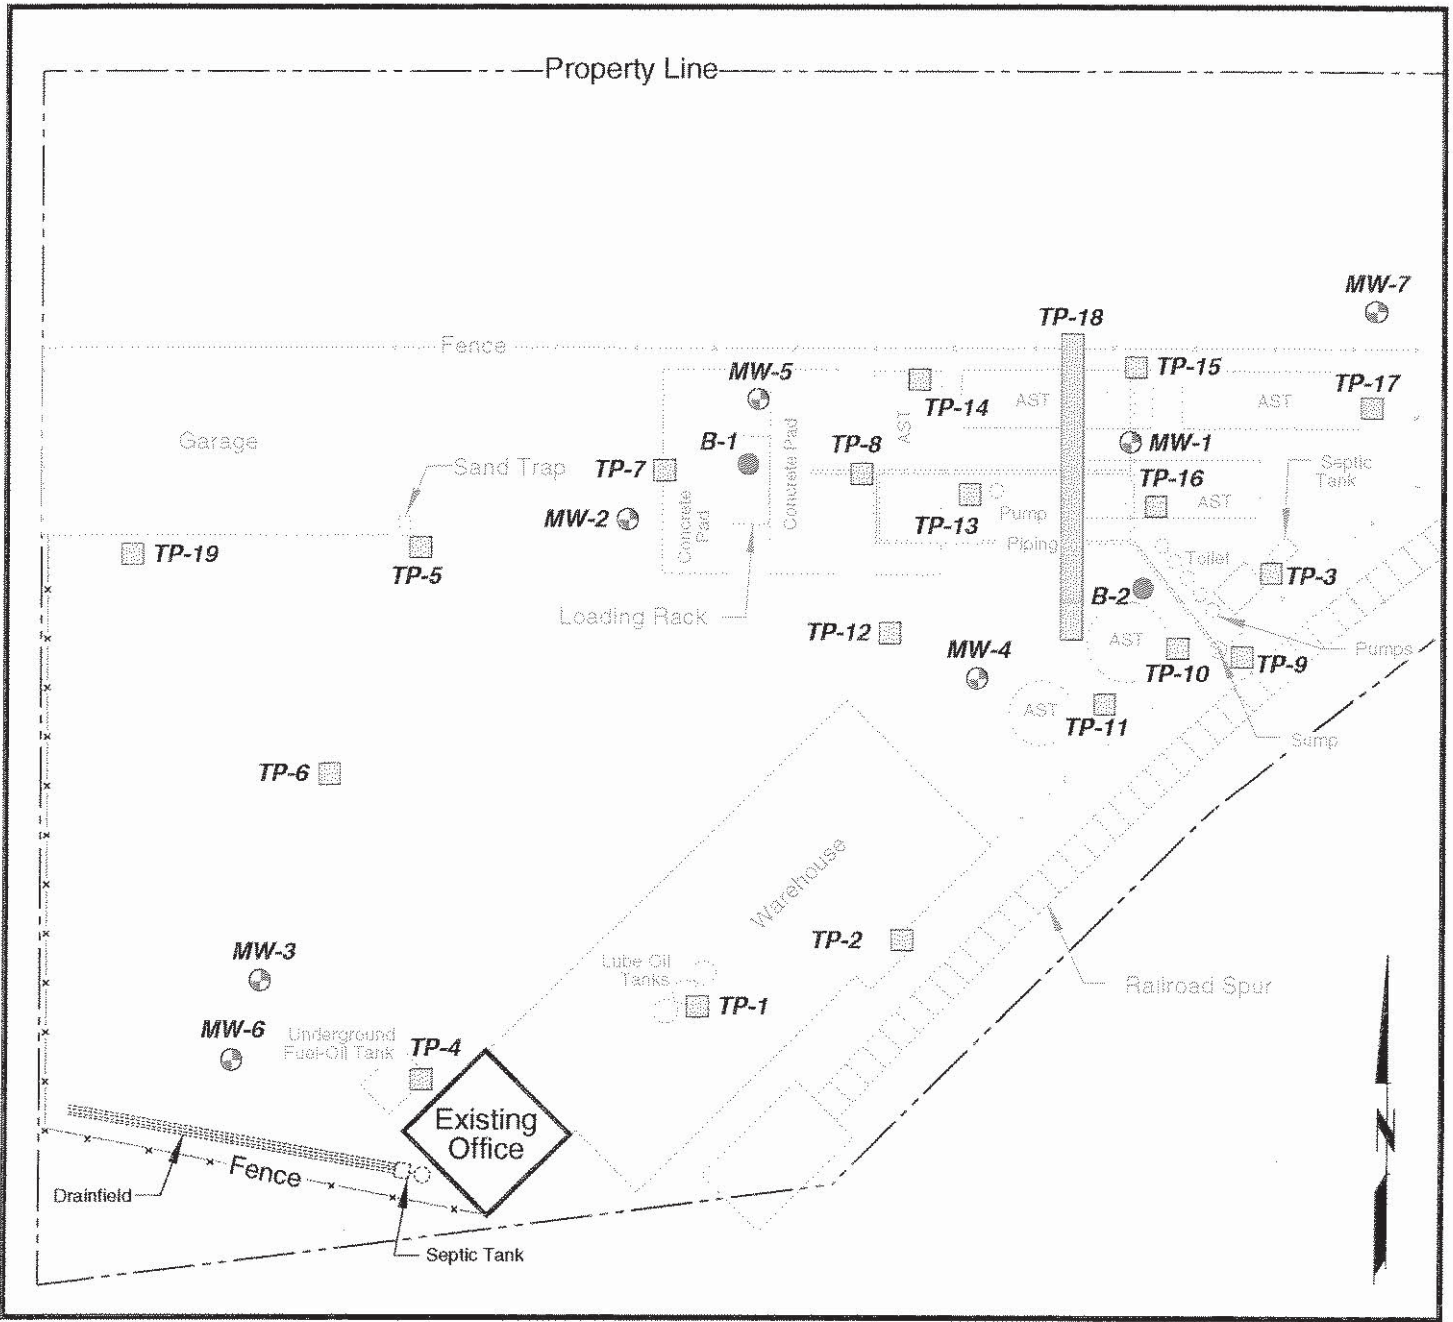 Property Line
MW-7
TP-18
Fence
TP-15
MW-5
TP-17
TP-14
AST
AST
AST
Garage
B-1
Concrete Pad
TP-8
MW-1
Sand Trap
TP-7
Septic
Tank
TP-16
AST
MW-2
Concrete
Pad
TP-13
Pump
Piping
TP-19
TP-5
Toilet
TP-3
B-2
Loading Rack
TP-12
AST
MW-4
Pumps
TP-10
TP-9
AST
TP-11
Sump
TP-6
Warehouse
TP-2
MW-3
Lube Oil
Tanks
Railroad Spur
TP-1
MW-6
Underground
Fuel-Oil Tank
TP-4
Existing
Office
N
Fence
Drainfield
Septic Tank